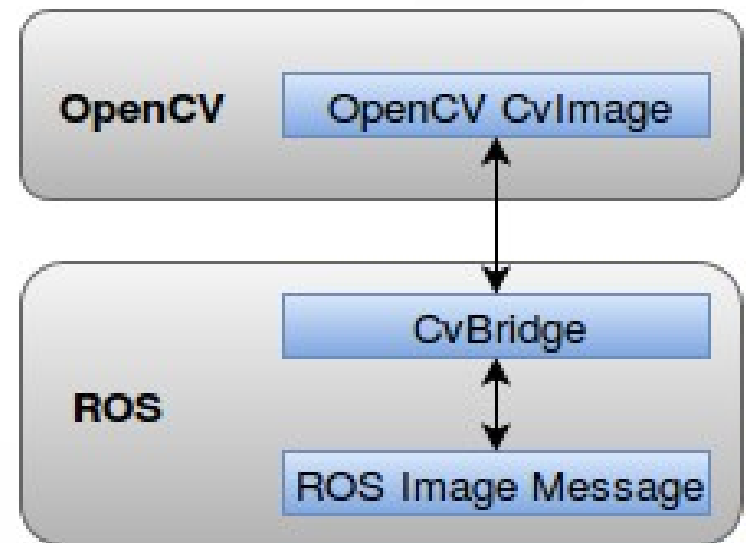 OpenCV
OpenCV CvImage
CvBridge
ROS
ROS Image Message